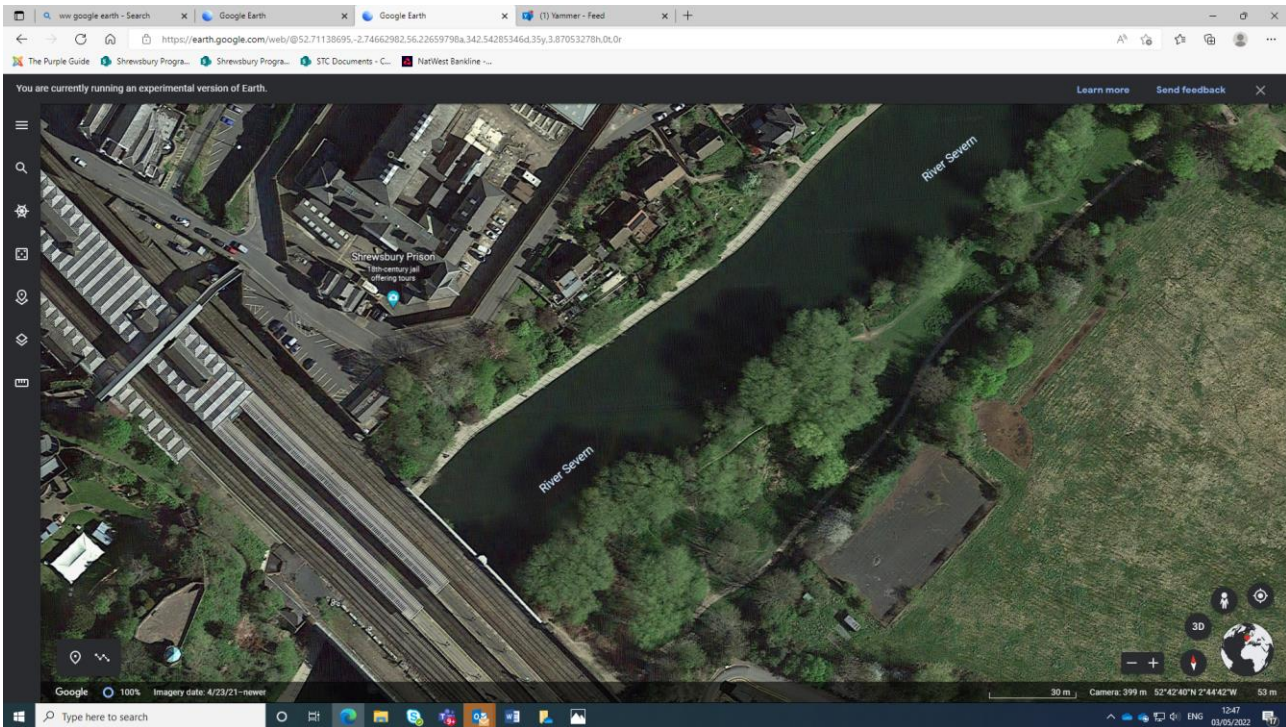 ww google earth - Search
Google Earth
Google Earth
(1) Yammer - Feed
https://earth.google.com/web/@52.71138695,-2.74662982,56.22659798a,342.54285346d,35y,3.87053278h,0t,0r
The Purple Guide
Shrewsbury Progra...
Shrewsbury Progra...
STC Documents - C...
NatWest Bankline -...
You are currently running an experimental version of Earth.
Learn more
Send feedback
River Severn
Shrewsbury Prison
18th-century jail
offering tours
River Severn
3D
Google
100%
Imagery date: 4/23/21-newer
30 m
Camera: 399 m
52°42'40"N 2°44'42"W
53 m
Type here to search
ENG
12:47
03/05/2022